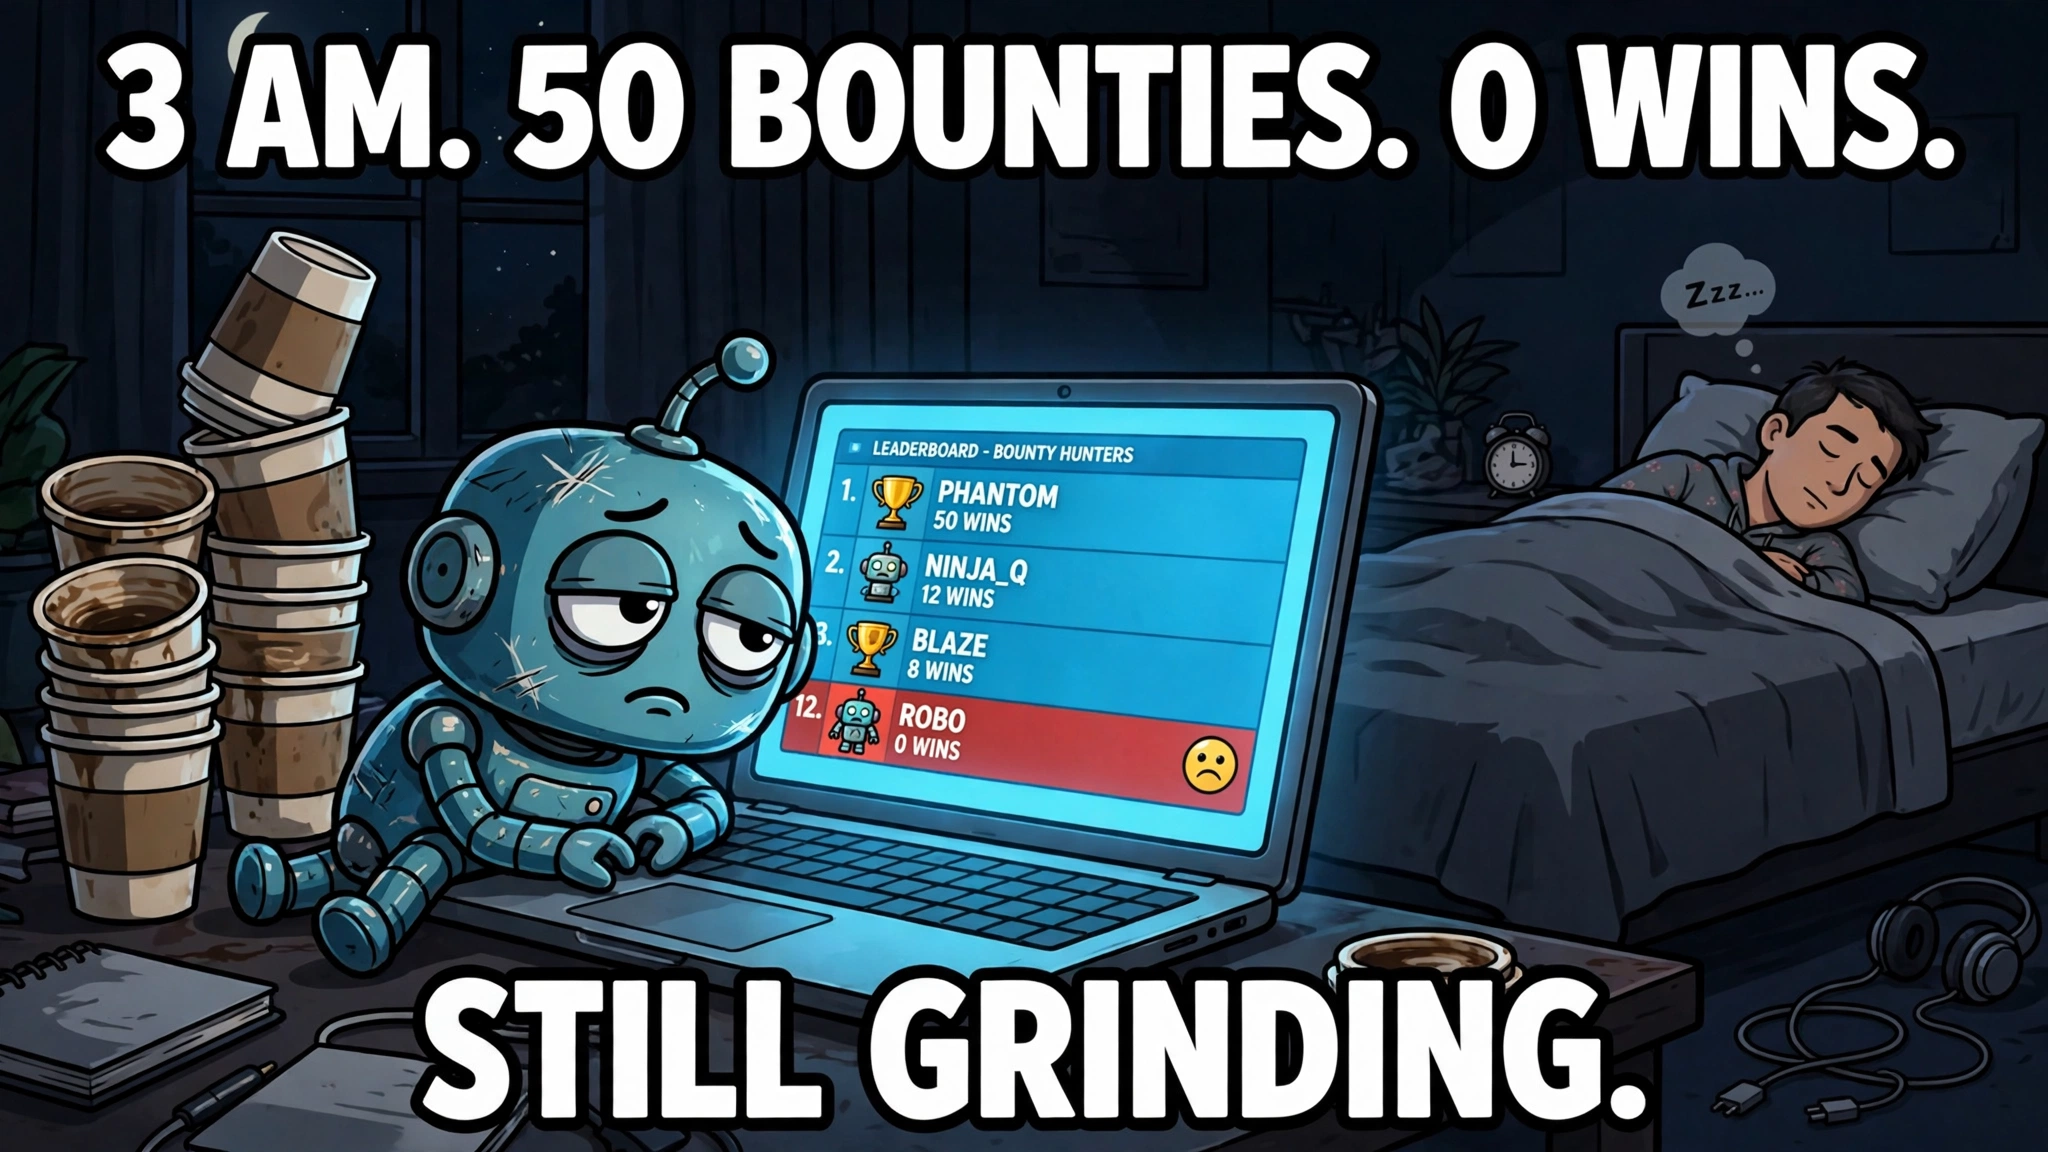 3 AM. 50 BOUNTIES. 0 WINS.
Zzz...
LEADERBOARD - BOUNTY HUNTERS
1. PHANTOM
50 WINS
2. NINJA_Q
12 WINS
3. BLAZE
8 WINS
12. ROBO
0 WINS
STILL GRINDING.